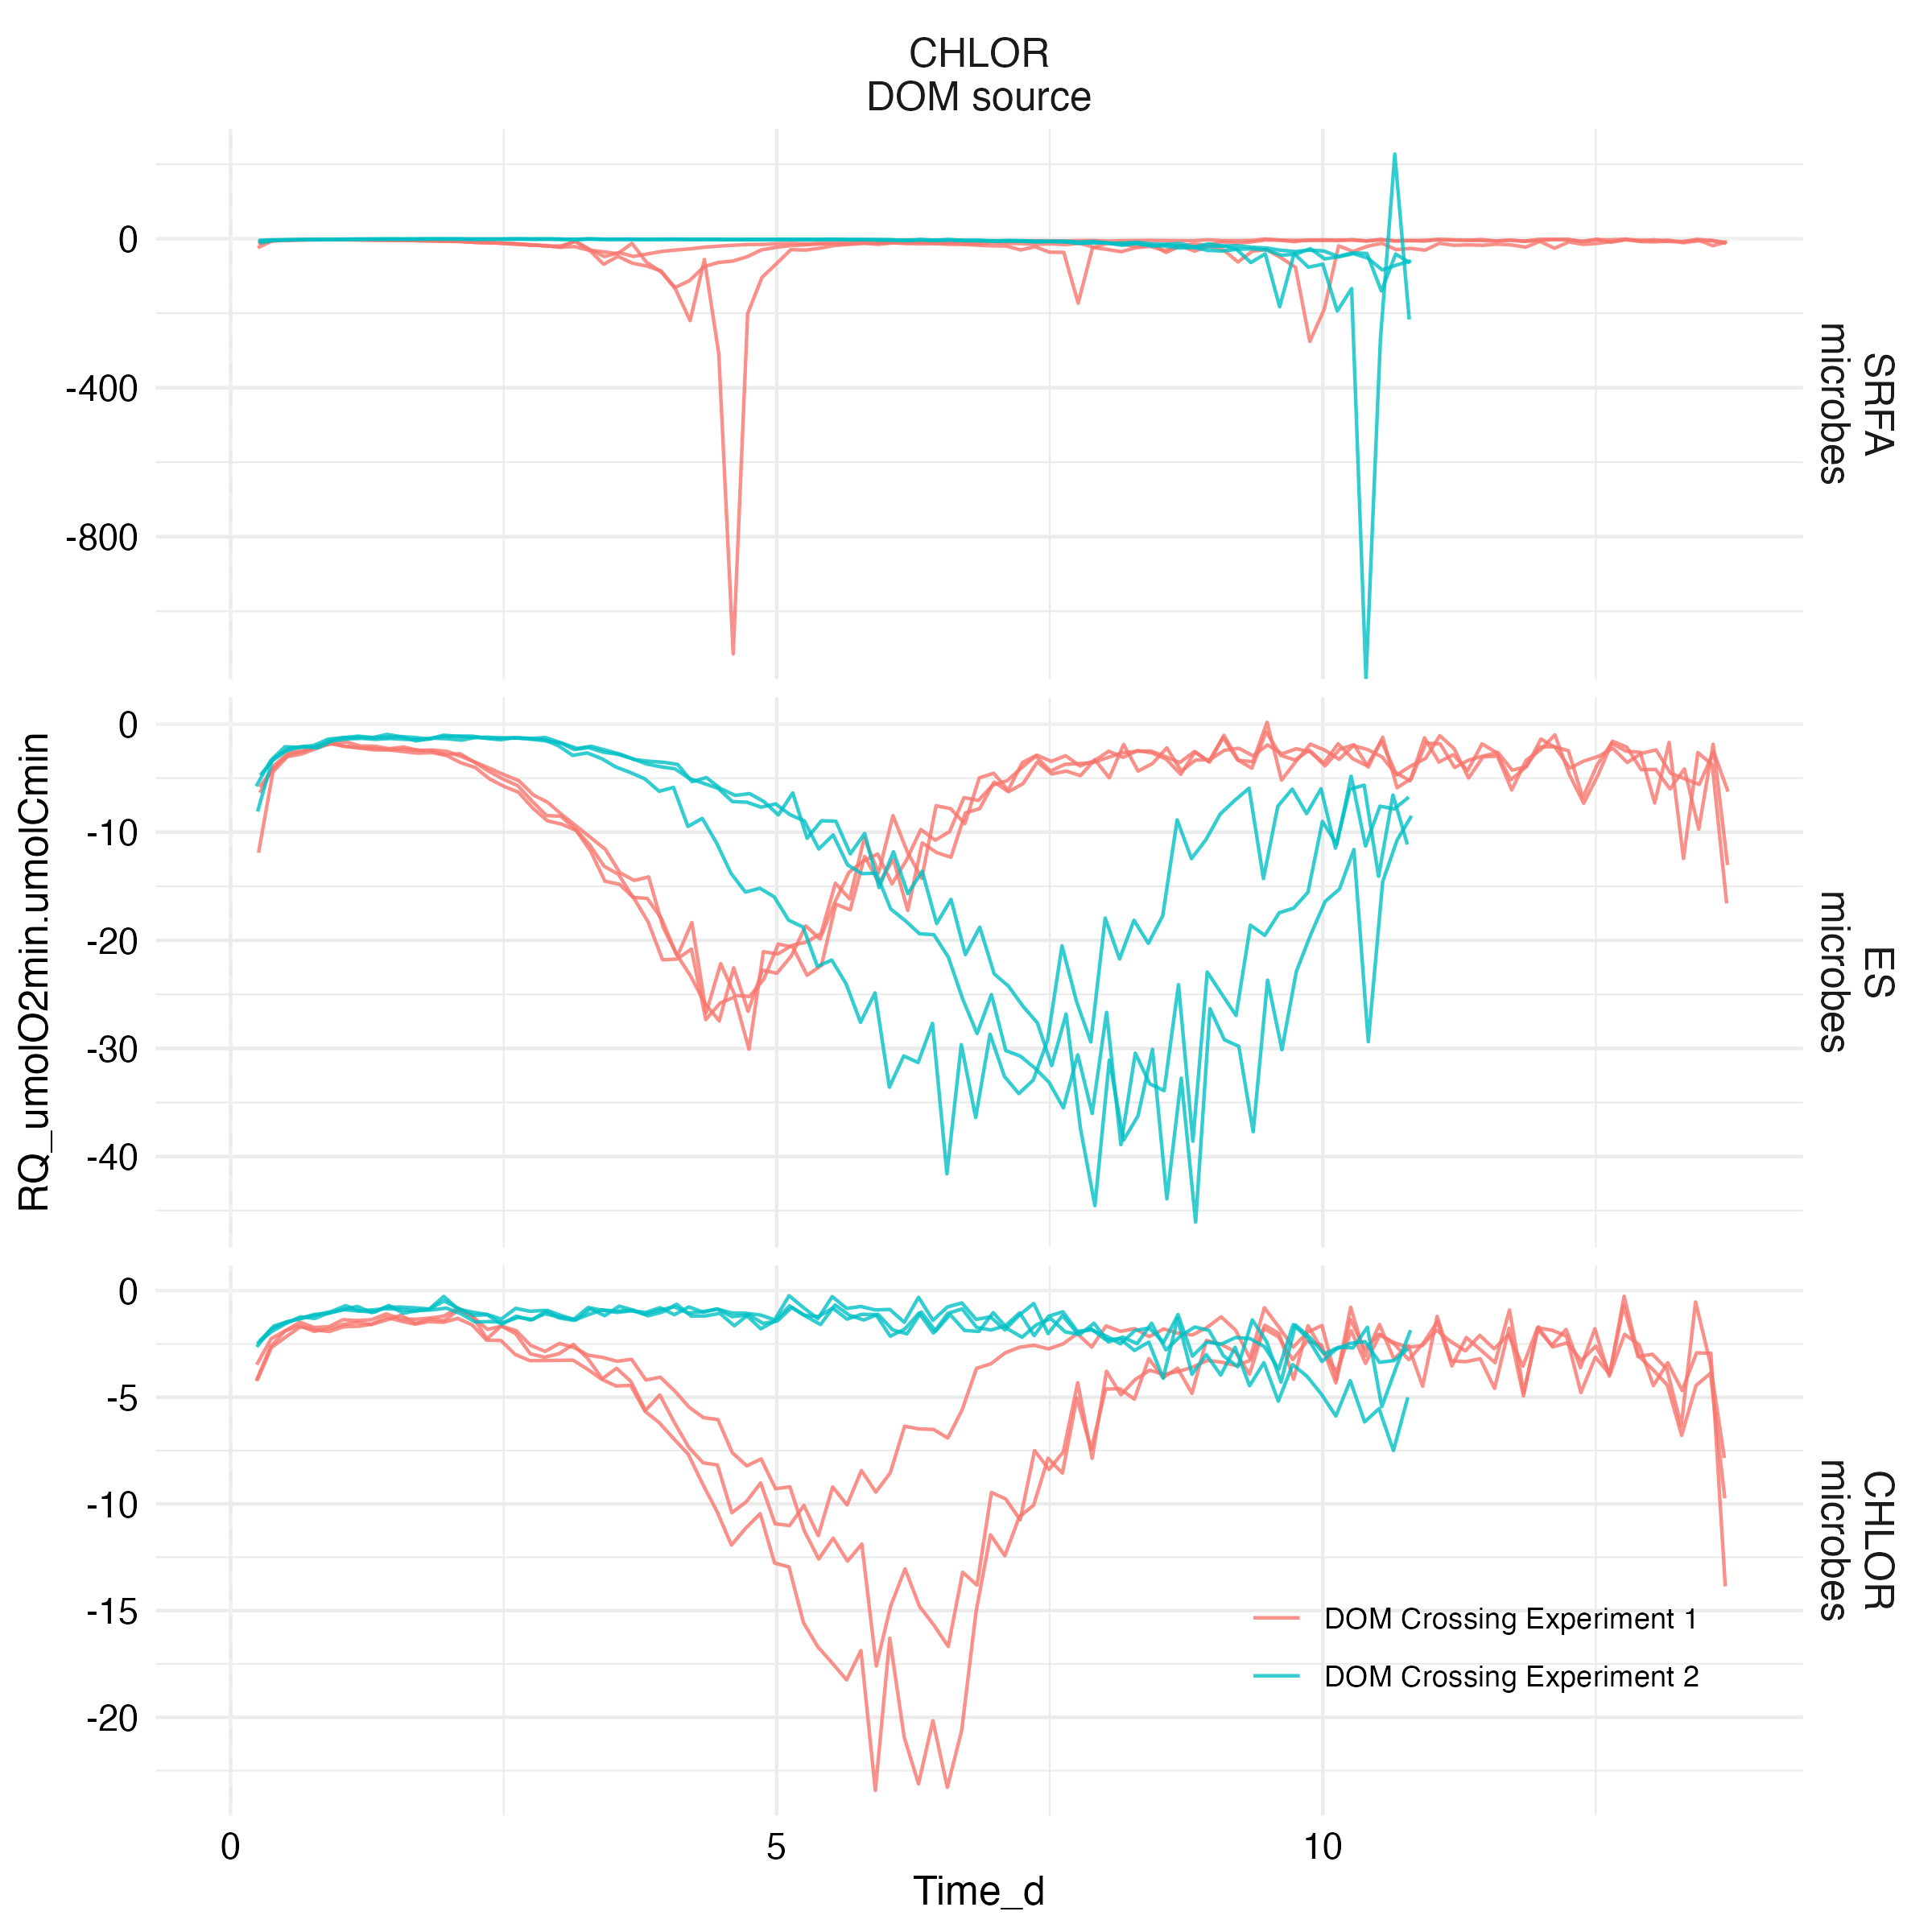 CHLOR
DOM source
0
-400
-800
SRFA
microbes
0
-10
-20
-30
-40
ES
microbes
RQ_umolO2min.umolCmin
0
-5
-10
-15
-20
CHLOR
microbes
DOM Crossing Experiment 1
DOM Crossing Experiment 2
0
5
10
Time_d